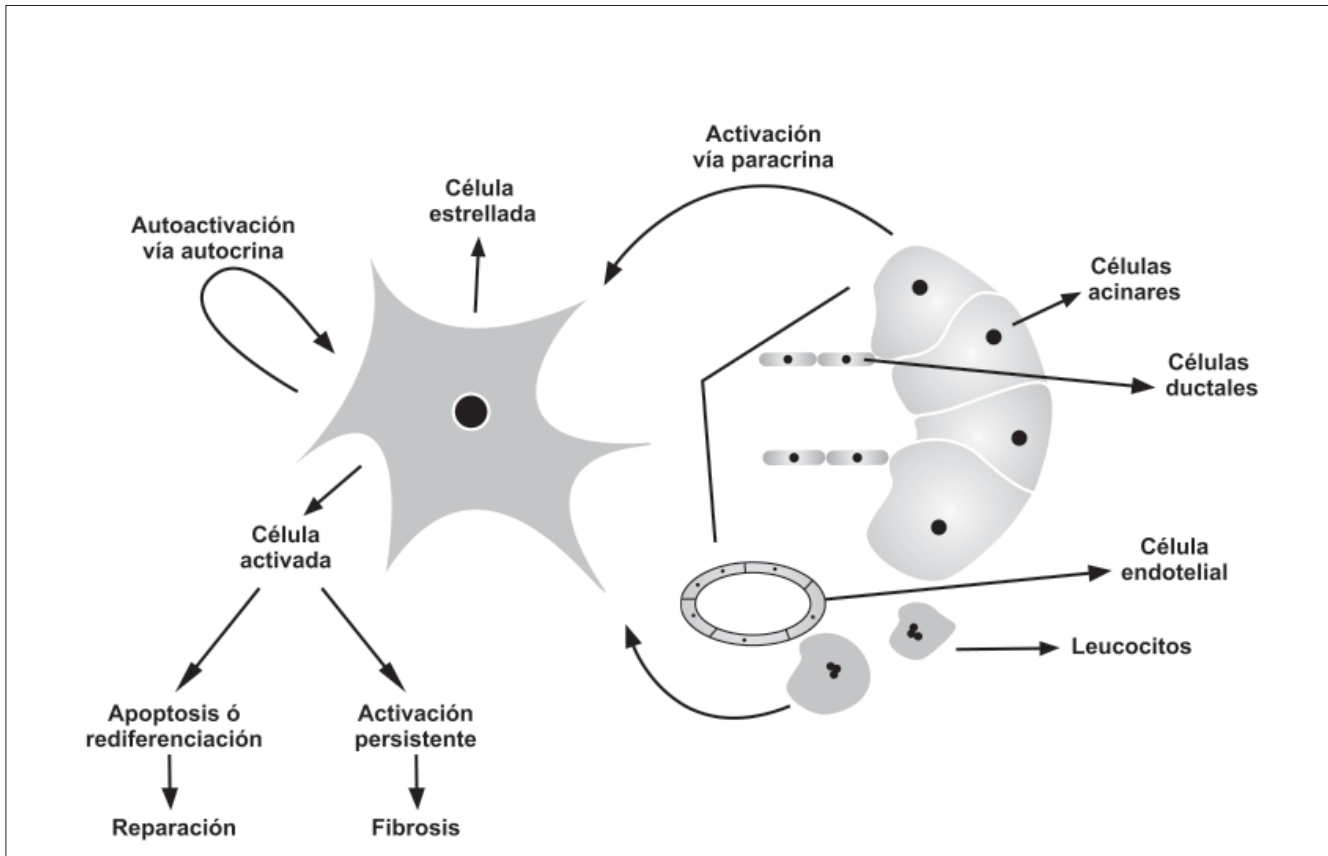 Activación
vía paracrina
Célula
estrellada
Autoactivación
vía autocrina
Células
acinares
Células
ductales
Célula
activada
Célula
endotelial
Leucocitos
Apoptosis ó
rediferenciación
Activación
persistente
Reparación
Fibrosis